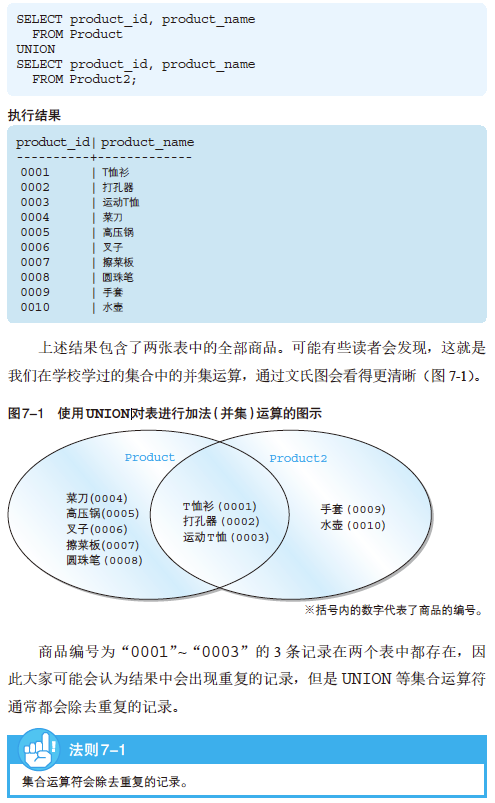 SELECT product_id, product_name
FROM Product
UNION
SELECT product_id, product_name
FROM Product2;
执行结果
product_id| product_name
----------+-------------
0001 | T恤衫
0002 | 打孔器
0003 | 运动T恤
0004 | 菜刀
0005 | 高压锅
0006 | 叉子
0007 | 擦菜板
0008 | 圆珠笔
0009 | 手套
0010 | 水壶
上述结果包含了两张表中的全部商品。可能有些读者会发现，这就是
我们在学校学过的集合中的并集运算，通过文氏图会看得更清晰（图 7-1）。
图7-1 使用UNION对表进行加法(并集)运算的图示
Product
Product2
菜刀(0004)
高压锅(0005)
叉子(0006)
擦菜板(0007)
圆珠笔 (0008)
T恤衫 (0001)
打孔器 (0002)
运动T恤 (0003)
手套 (0009)
水壶 (0010)
※括号内的数字代表了商品的编号。
商品编号为“0001”~“0003”的 3 条记录在两个表中都存在，因
此大家可能会认为结果中会出现重复的记录，但是 UNION 等集合运算符
通常都会除去重复的记录。
法则7-1
集合运算符会除去重复的记录。